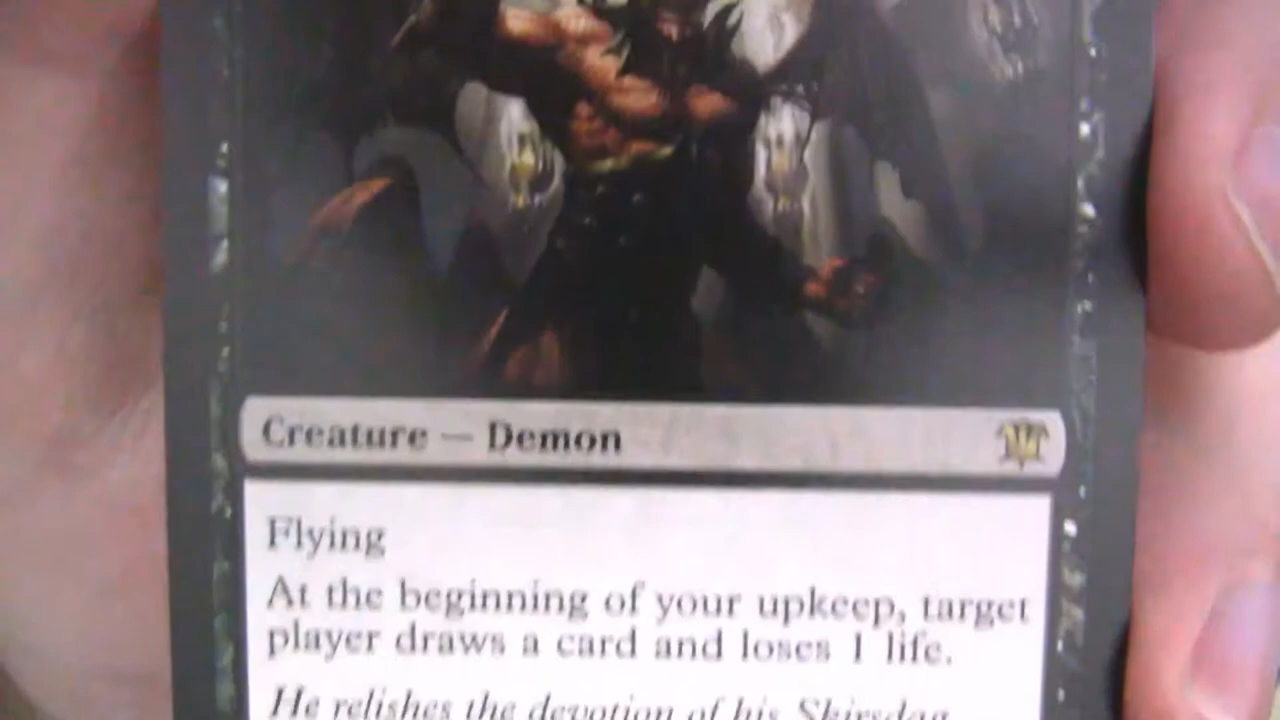 Creature — Demon
Flying
At the beginning of your upkeep, target
player draws a card and loses 1 life.
He relishes the devotion of his Skirsdag